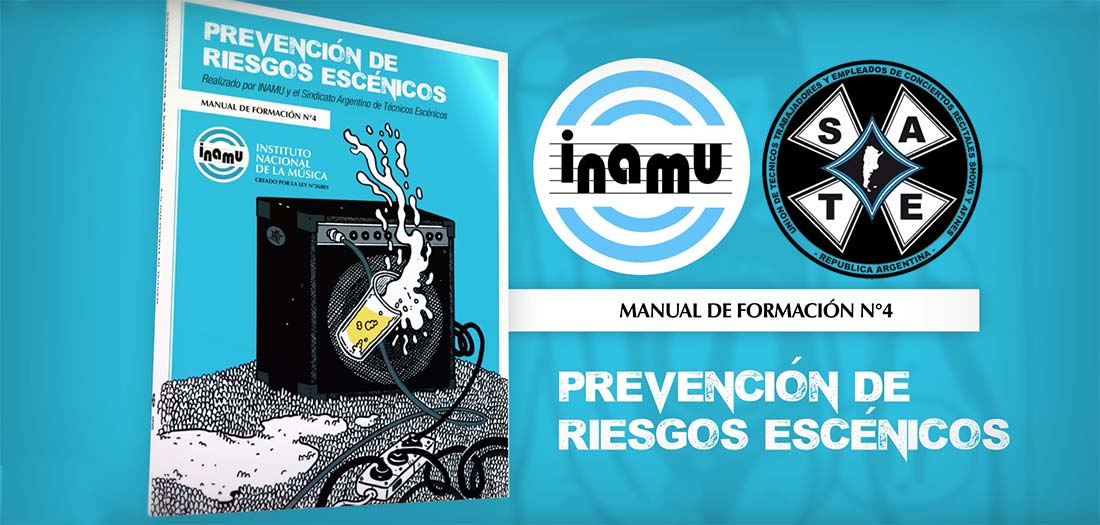 PREVENCIÓN DE
RIESGOS ESCÉNICOS
Realizado por INAMU y el Sindicato Argentino de Técnicos Escénicos
MANUAL DE FORMACIÓN N°4
inamu
INSTITUTO
NACIONAL
DE LA MÚSICA
CREADO POR LA LEY N°26801
inamu
UNION DE TECNICOS TRABAJADORES Y EMPLEADOS DE CONCIERTOS RECITALES SHOWS Y AFINES
S A
T E
- REPUBLICA ARGENTINA -
MANUAL DE FORMACIÓN N°4
PREVENCIÓN DE
RIESGOS ESCÉNICOS